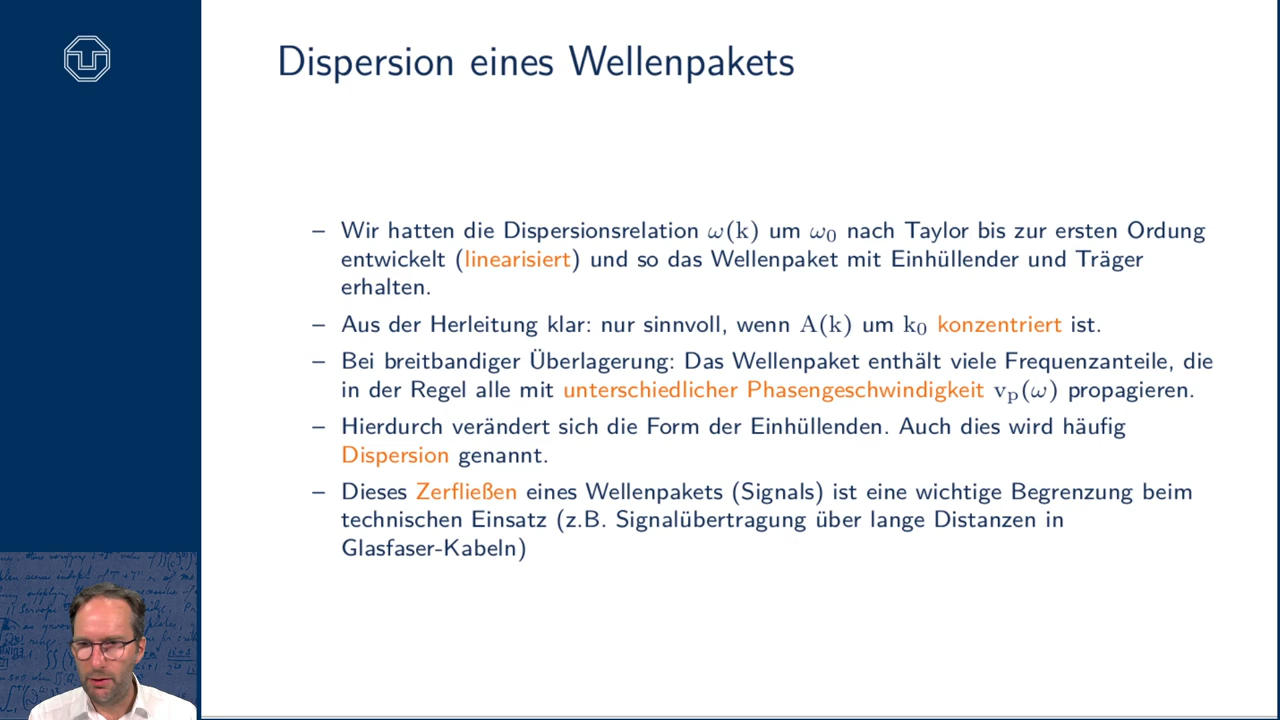 Dispersion eines Wellenpakets
– Wir hatten die Dispersionsrelation ω(k) um ω₀ nach Taylor bis zur ersten Ordung
entwickelt (linearisiert) und so das Wellenpaket mit Einhüllender und Träger
erhalten.
– Aus der Herleitung klar: nur sinnvoll, wenn A(k) um k₀ konzentriert ist.
– Bei breitbandiger Überlagerung: Das Wellenpaket enthält viele Frequenzanteile, die
in der Regel alle mit unterschiedlicher Phasengeschwindigkeit vₚ(ω) propagieren.
– Hierdurch verändert sich die Form der Einhüllenden. Auch dies wird häufig
Dispersion genannt.
– Dieses Zerfließen eines Wellenpakets (Signals) ist eine wichtige Begrenzung beim
technischen Einsatz (z.B. Signalübertragung über lange Distanzen in
Glasfaser-Kabeln)